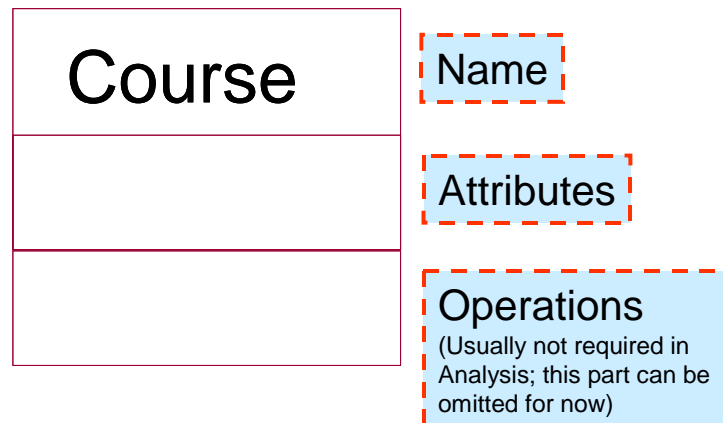 Course
Name
Attributes
Operations
(Usually not required in
Analysis; this part can be
omitted for now)